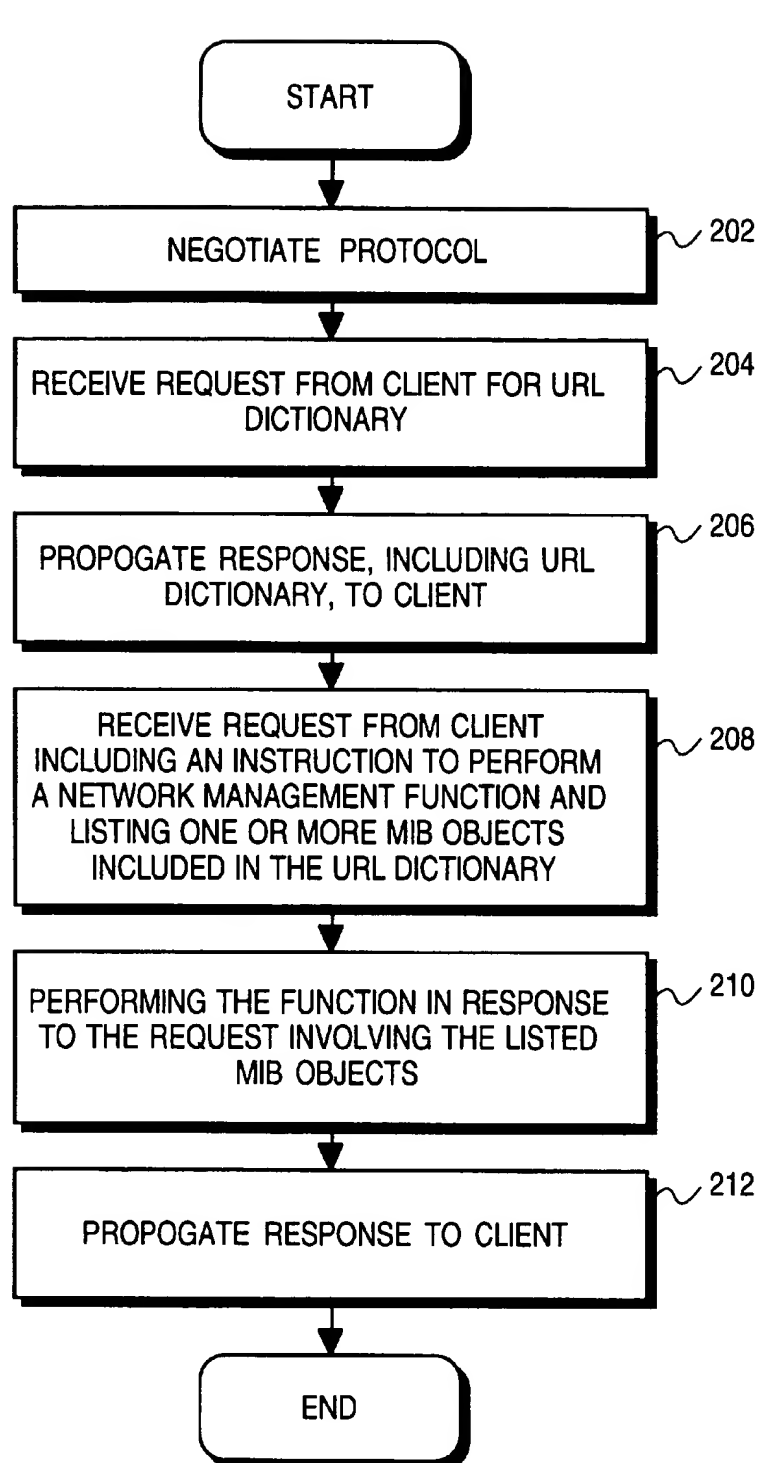 START
NEGOTIATE PROTOCOL
202
RECEIVE REQUEST FROM CLIENT FOR URL
DICTIONARY
204
PROPOGATE RESPONSE, INCLUDING URL
DICTIONARY, TO CLIENT
206
RECEIVE REQUEST FROM CLIENT
INCLUDING AN INSTRUCTION TO PERFORM
A NETWORK MANAGEMENT FUNCTION AND
LISTING ONE OR MORE MIB OBJECTS
INCLUDED IN THE URL DICTIONARY
208
PERFORMING THE FUNCTION IN RESPONSE
TO THE REQUEST INVOLVING THE LISTED
MIB OBJECTS
210
PROPOGATE RESPONSE TO CLIENT
212
END